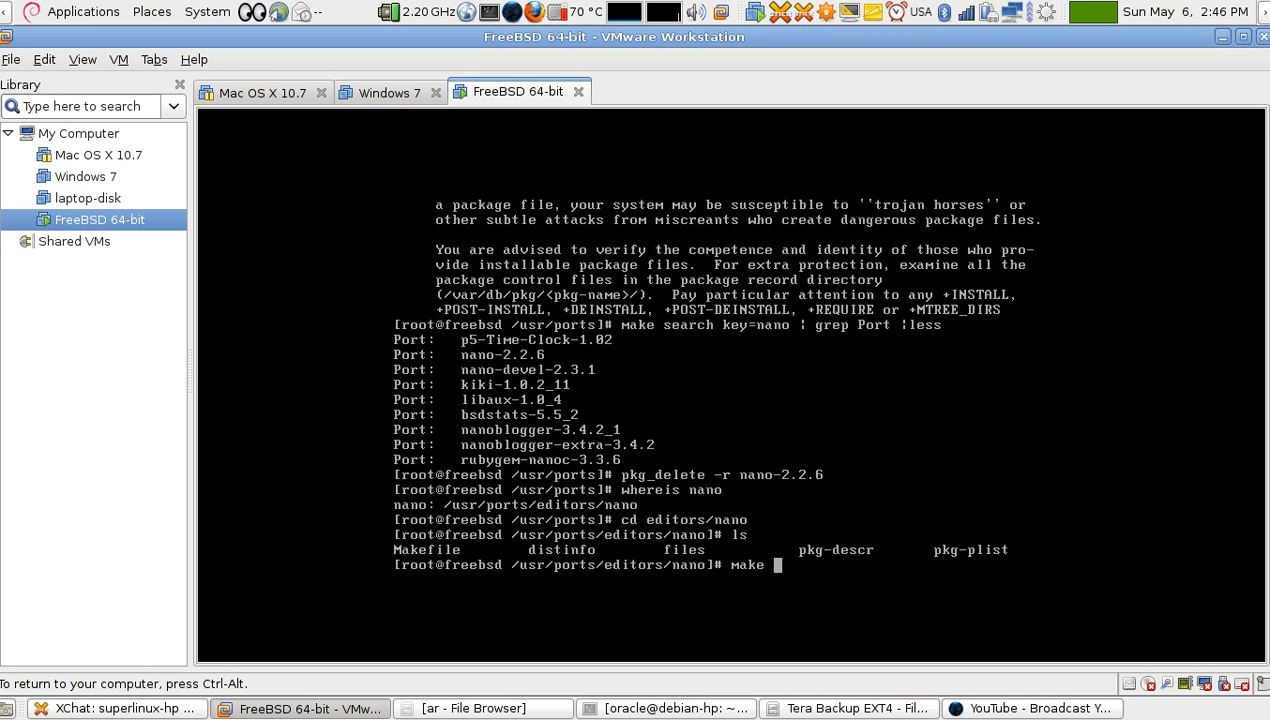 Applications Places System -- 2.20 GHz 70 °C USA Sun May 6, 2:46 PM
FreeBSD 64-bit - VMware Workstation
File Edit View VM Tabs Help
Library
Mac OS X 10.7 Windows 7 FreeBSD 64-bit
Type here to search
My Computer
Mac OS X 10.7
Windows 7
laptop-disk
FreeBSD 64-bit
Shared VMs
a package file, your system may be susceptible to ``trojan horses'' or
other subtle attacks from miscreants who create dangerous package files.
You are advised to verify the competence and identity of those who pro-
vide installable package files.  For extra protection, examine all the
package control files in the package record directory
(/var/db/pkg/<pkg-name>/).  Pay particular attention to any +INSTALL,
+POST-INSTALL, +DEINSTALL, +POST-DEINSTALL, +REQUIRE or +MTREE_DIRS
[root@freebsd /usr/ports]# make search key=nano | grep Port |less
Port:   p5-Time-Clock-1.02
Port:   nano-2.2.6
Port:   nano-devel-2.3.1
Port:   kiki-1.0.2_11
Port:   libaux-1.0_4
Port:   bsdstats-5.5_2
Port:   nanoblogger-3.4.2_1
Port:   nanoblogger-extra-3.4.2
Port:   rubygem-nanoc-3.3.6
[root@freebsd /usr/ports]# pkg_delete -r nano-2.2.6
[root@freebsd /usr/ports]# whereis nano
nano: /usr/ports/editors/nano
[root@freebsd /usr/ports]# cd editors/nano
[root@freebsd /usr/ports/editors/nano]# ls
Makefile        distinfo        files           pkg-descr       pkg-plist
[root@freebsd /usr/ports/editors/nano]# make
To return to your computer, press Ctrl-Alt.
XChat: superlinux-hp ... FreeBSD 64-bit - VMw... [ar - File Browser] [oracle@debian-hp: ~... Tera Backup EXT4 - Fil... YouTube - Broadcast Y...